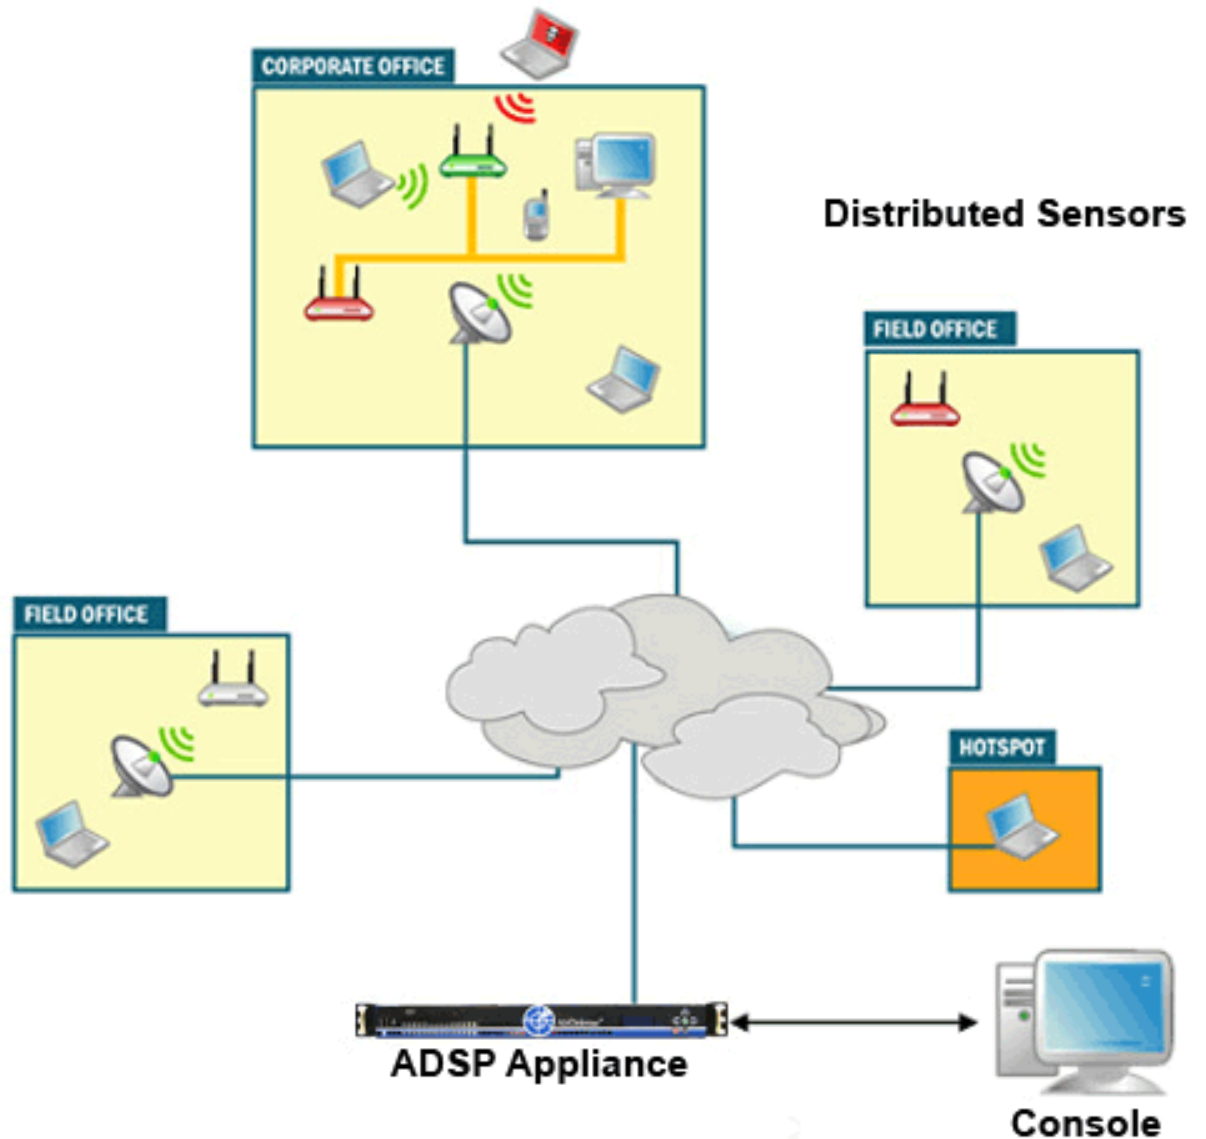 CORPORATE OFFICE
Distributed Sensors
FIELD OFFICE
FIELD OFFICE
HOTSPOT
ADSP Appliance
Console